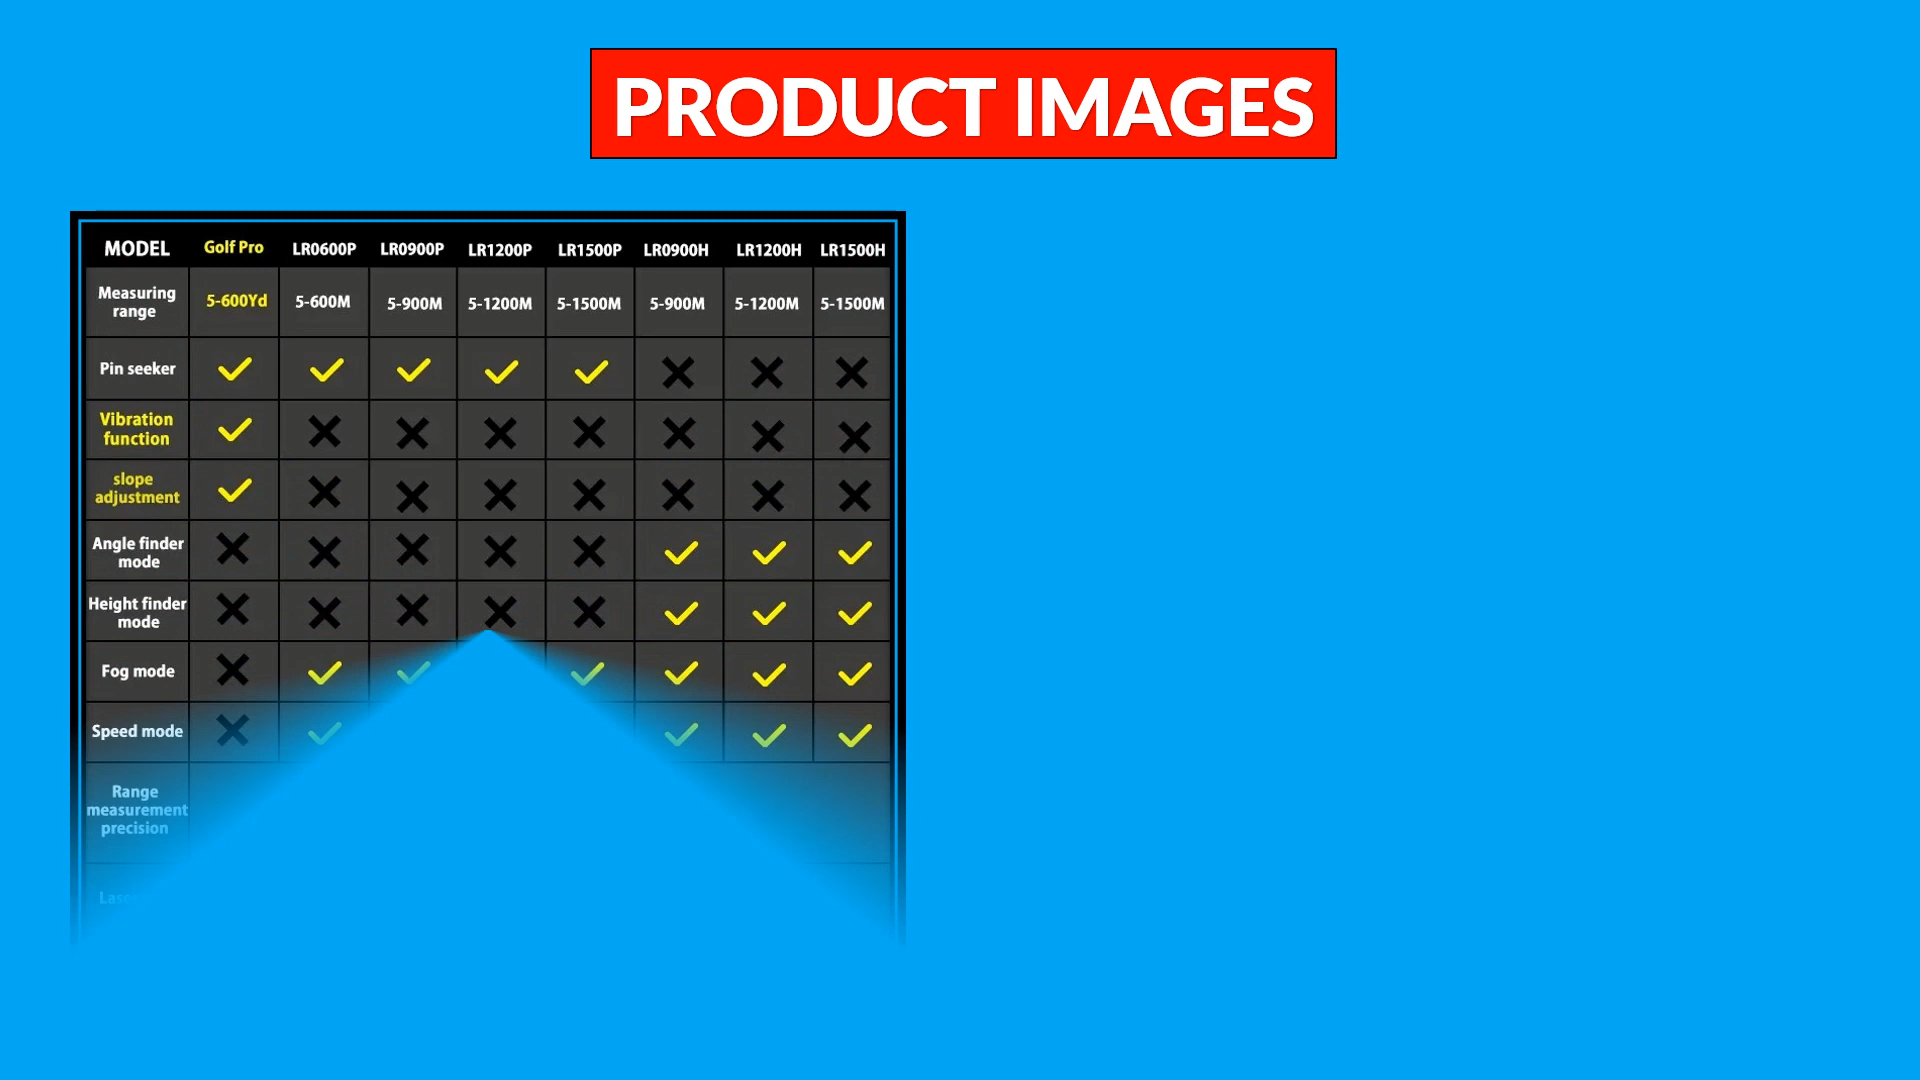 PRODUCT IMAGES
MODEL Golf Pro LR0600P LR0900P LR1200P LR1500P LR0900H LR1200H LR1500H
Measuring
range
5-600Yd 5-600M 5-900M 5-1200M 5-1500M 5-900M 5-1200M 5-1500M
Pin seeker
Vibration
function
slope
adjustment
Angle finder
mode
Height finder
mode
Fog mode
Speed mode
Range
measurement
precision